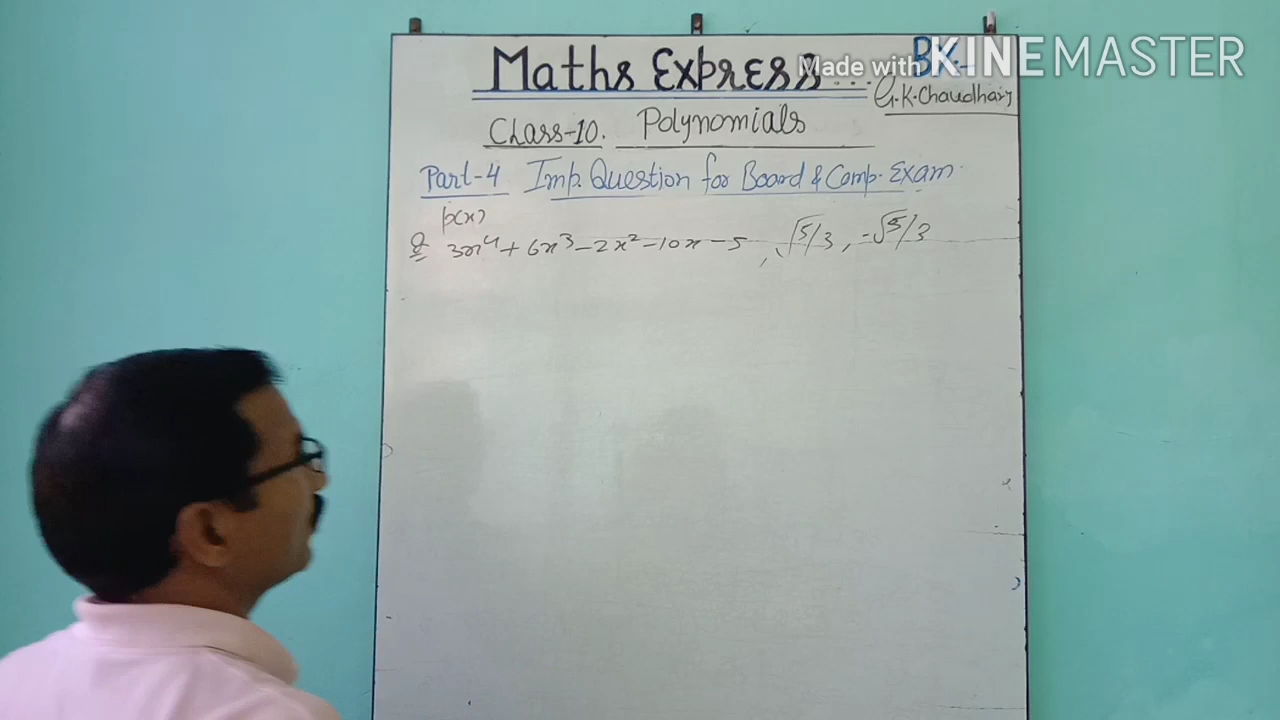 Maths Express...
By:-
Made with KINEMASTER
G.K.Chaudhary
Class-10. Polynomials
Part-4 Imp. Question for Board & Comp. Exam.
p(x)
Q 3x⁴ + 6x³ - 2x² - 10x - 5 , √5/3 , -√5/3